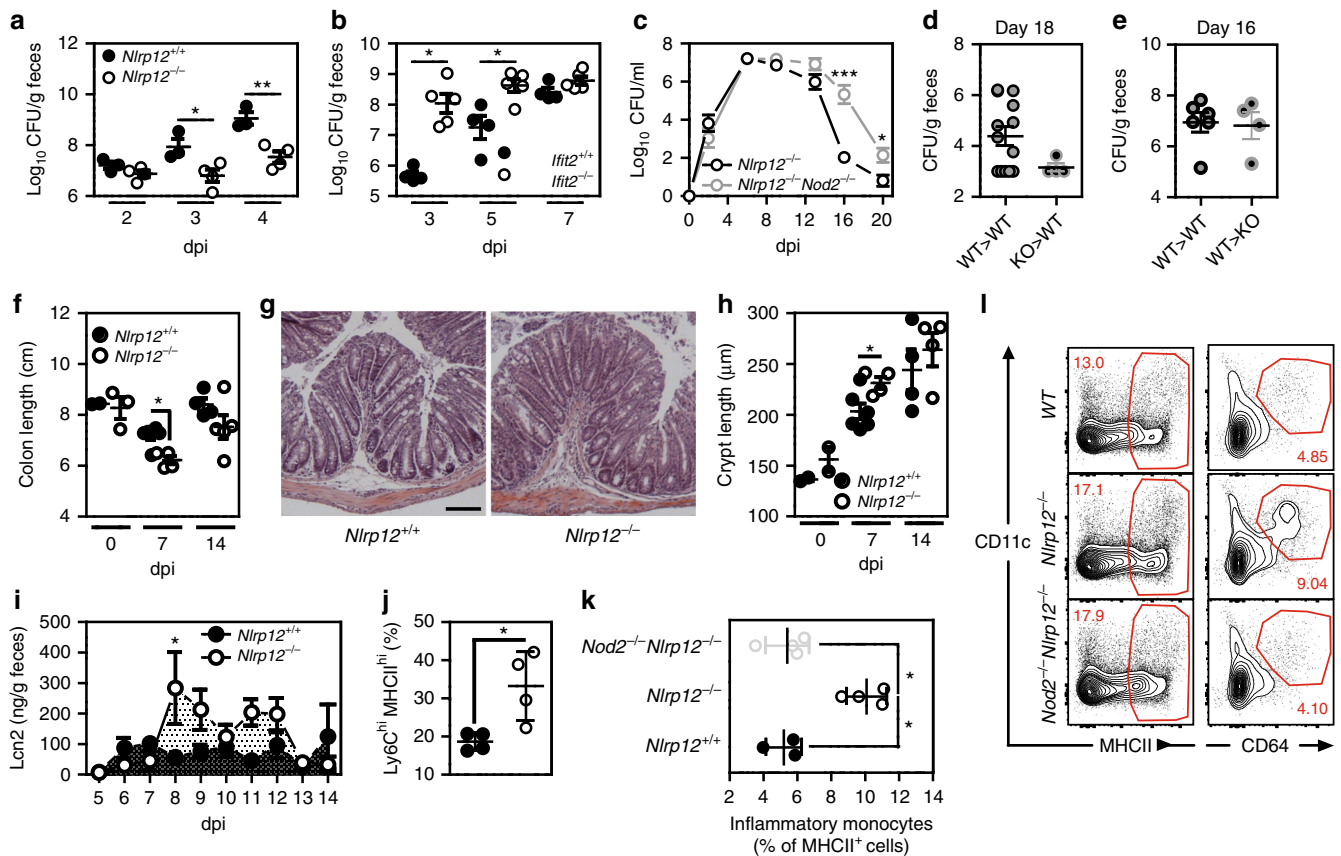 a
12
10
8
6
Log10 CFU/g feces
Nlrp12+/+
Nlrp12−/−
*
**
2
3
4
dpi
b
10
9
8
7
6
5
Log10 CFU/g feces
*
*
Ifit2+/+
Ifit2−/−
3
5
7
dpi
c
8
6
4
2
0
Log10 CFU/ml
***
*
Nlrp12−/−
Nlrp12−/−Nod2−/−
0
4
8
12
16
20
dpi
d
Day 18
8
6
4
2
CFU/g feces
WT>WT
KO>WT
e
Day 16
10
8
6
4
CFU/g feces
WT>WT
WT>KO
f
12
10
8
6
4
Colon length (cm)
Nlrp12+/+
Nlrp12−/−
*
0
7
14
dpi
g
Nlrp12+/+
Nlrp12−/−
h
300
250
200
150
100
Crypt length (µm)
*
Nlrp12+/+
Nlrp12−/−
0
7
14
dpi
i
500
400
300
200
100
0
Lcn2 (ng/g feces)
*
Nlrp12+/+
Nlrp12−/−
5
6
7
8
9
10
11
12
13
14
dpi
j
50
40
30
20
10
Ly6Chi MHCIIhi (%)
*
k
Nod2−/−Nlrp12−/−
Nlrp12−/−
Nlrp12+/+
*
*
2
4
6
8
10
12
14
Inflammatory monocytes
(% of MHCII+ cells)
l
WT
13.0
4.85
Nlrp12−/−
17.1
9.04
Nod2−/−Nlrp12−/−
17.9
4.10
CD11c
MHCII
CD64